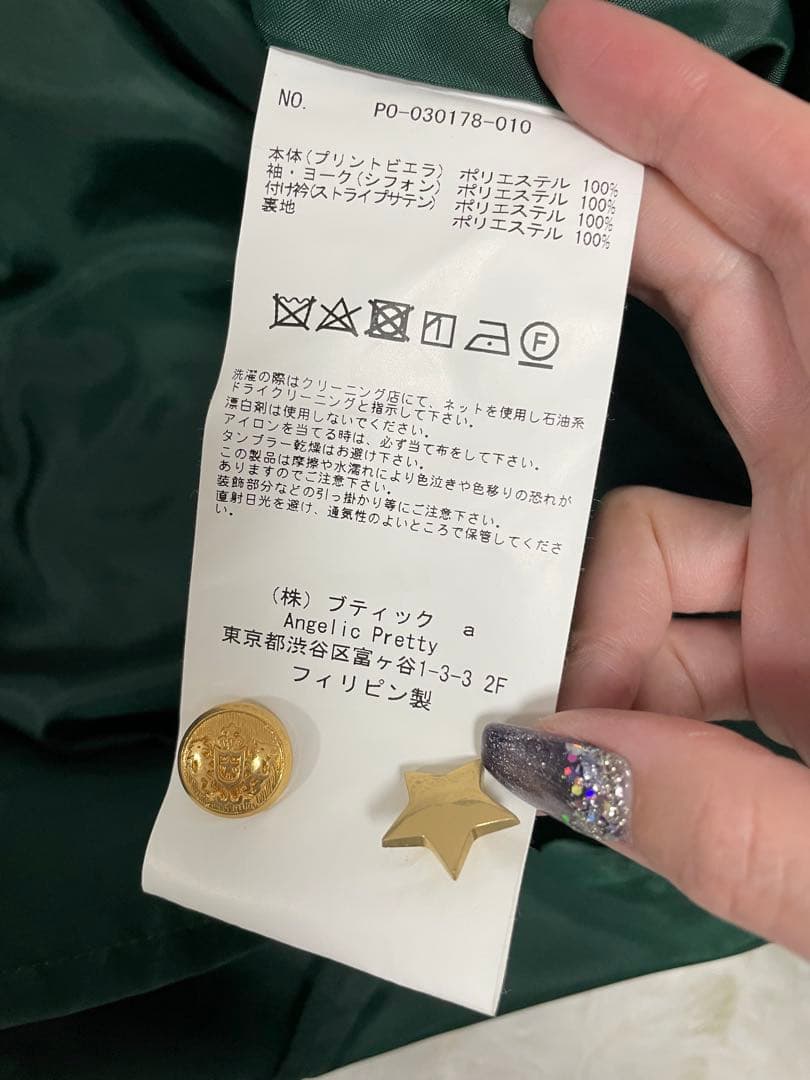 NO. PO-030178-010
本体(プリントビエラ) ポリエステル 100%
袖・ヨーク(シフォン) ポリエステル 100%
付け衿(ストライプサテン) ポリエステル 100%
裏地 ポリエステル 100%
1 F
洗濯の際はクリーニング店にて、ネットを使用し石油系
ドライクリーニングと指示して下さい。
漂白剤は使用しないでください。
アイロンを当てる時は、必ず当て布をして下さい。
タンブラー乾燥はお避け下さい。
この製品は摩擦や水濡れにより色泣きや色移りの恐れが
ありますのでご注意下さい。
装飾部分などの引っ掛かり等にご注意下さい。
直射日光を避け、通気性のよいところで保管してくださ
い。
(株) ブティック a
Angelic Pretty
東京都渋谷区富ヶ谷1-3-3 2F
フィリピン製